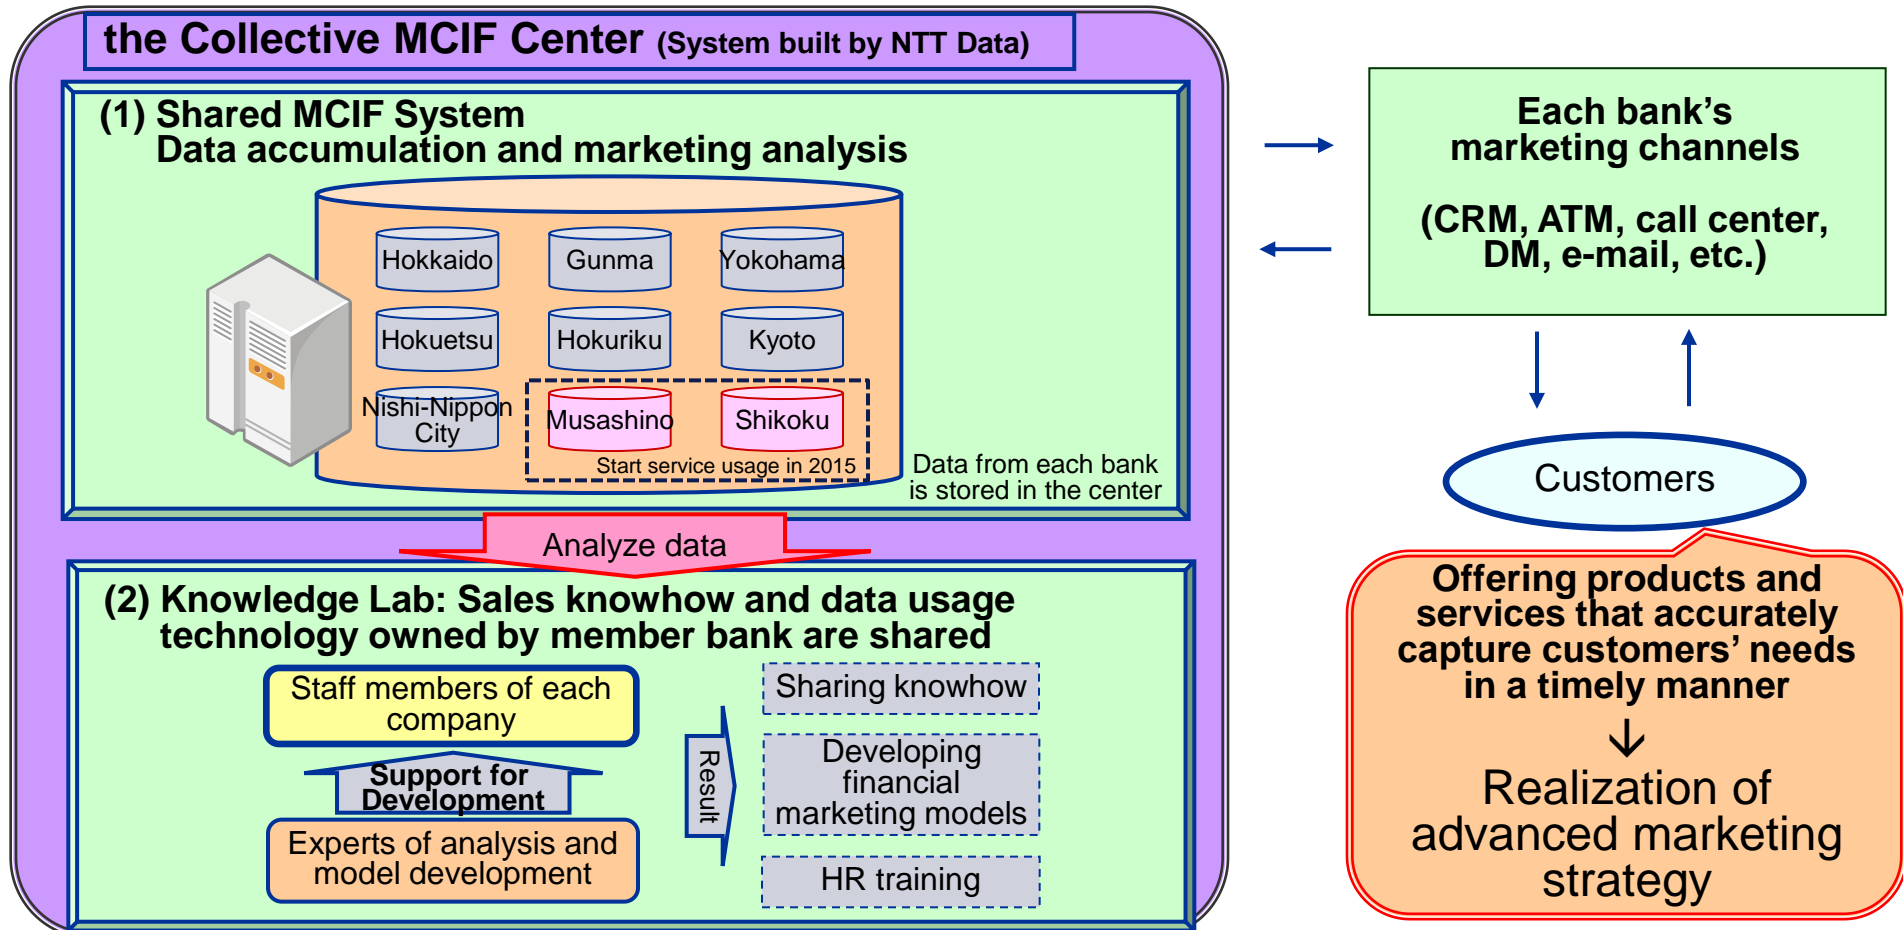 the Collective MCIF Center (System built by NTT Data)
(1) Shared MCIF System
Data accumulation and marketing analysis
Hokkaido
Gunma
Yokohama
Hokuetsu
Hokuriku
Kyoto
Nishi-Nippon
City
Musashino
Shikoku
Start service usage in 2015
Data from each bank
is stored in the center
Analyze data
(2) Knowledge Lab: Sales knowhow and data usage
technology owned by member bank are shared
Staff members of each
company
Support for
Development
Experts of analysis and
model development
Result
Sharing knowhow
Developing
financial
marketing models
HR training
Each bank’s
marketing channels
(CRM, ATM, call center,
DM, e-mail, etc.)
Customers
Offering products and
services that accurately
capture customers’ needs
in a timely manner
↓
Realization of
advanced marketing
strategy